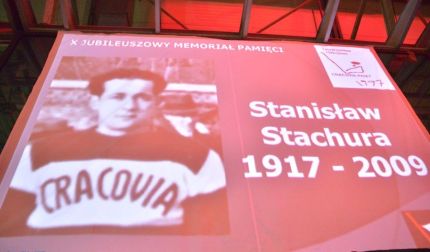 X JUBILEUSZOWY MEMORIAŁ PAMIĘCI
Stanisław
Stachura
1917 - 2009
CRACOVIA